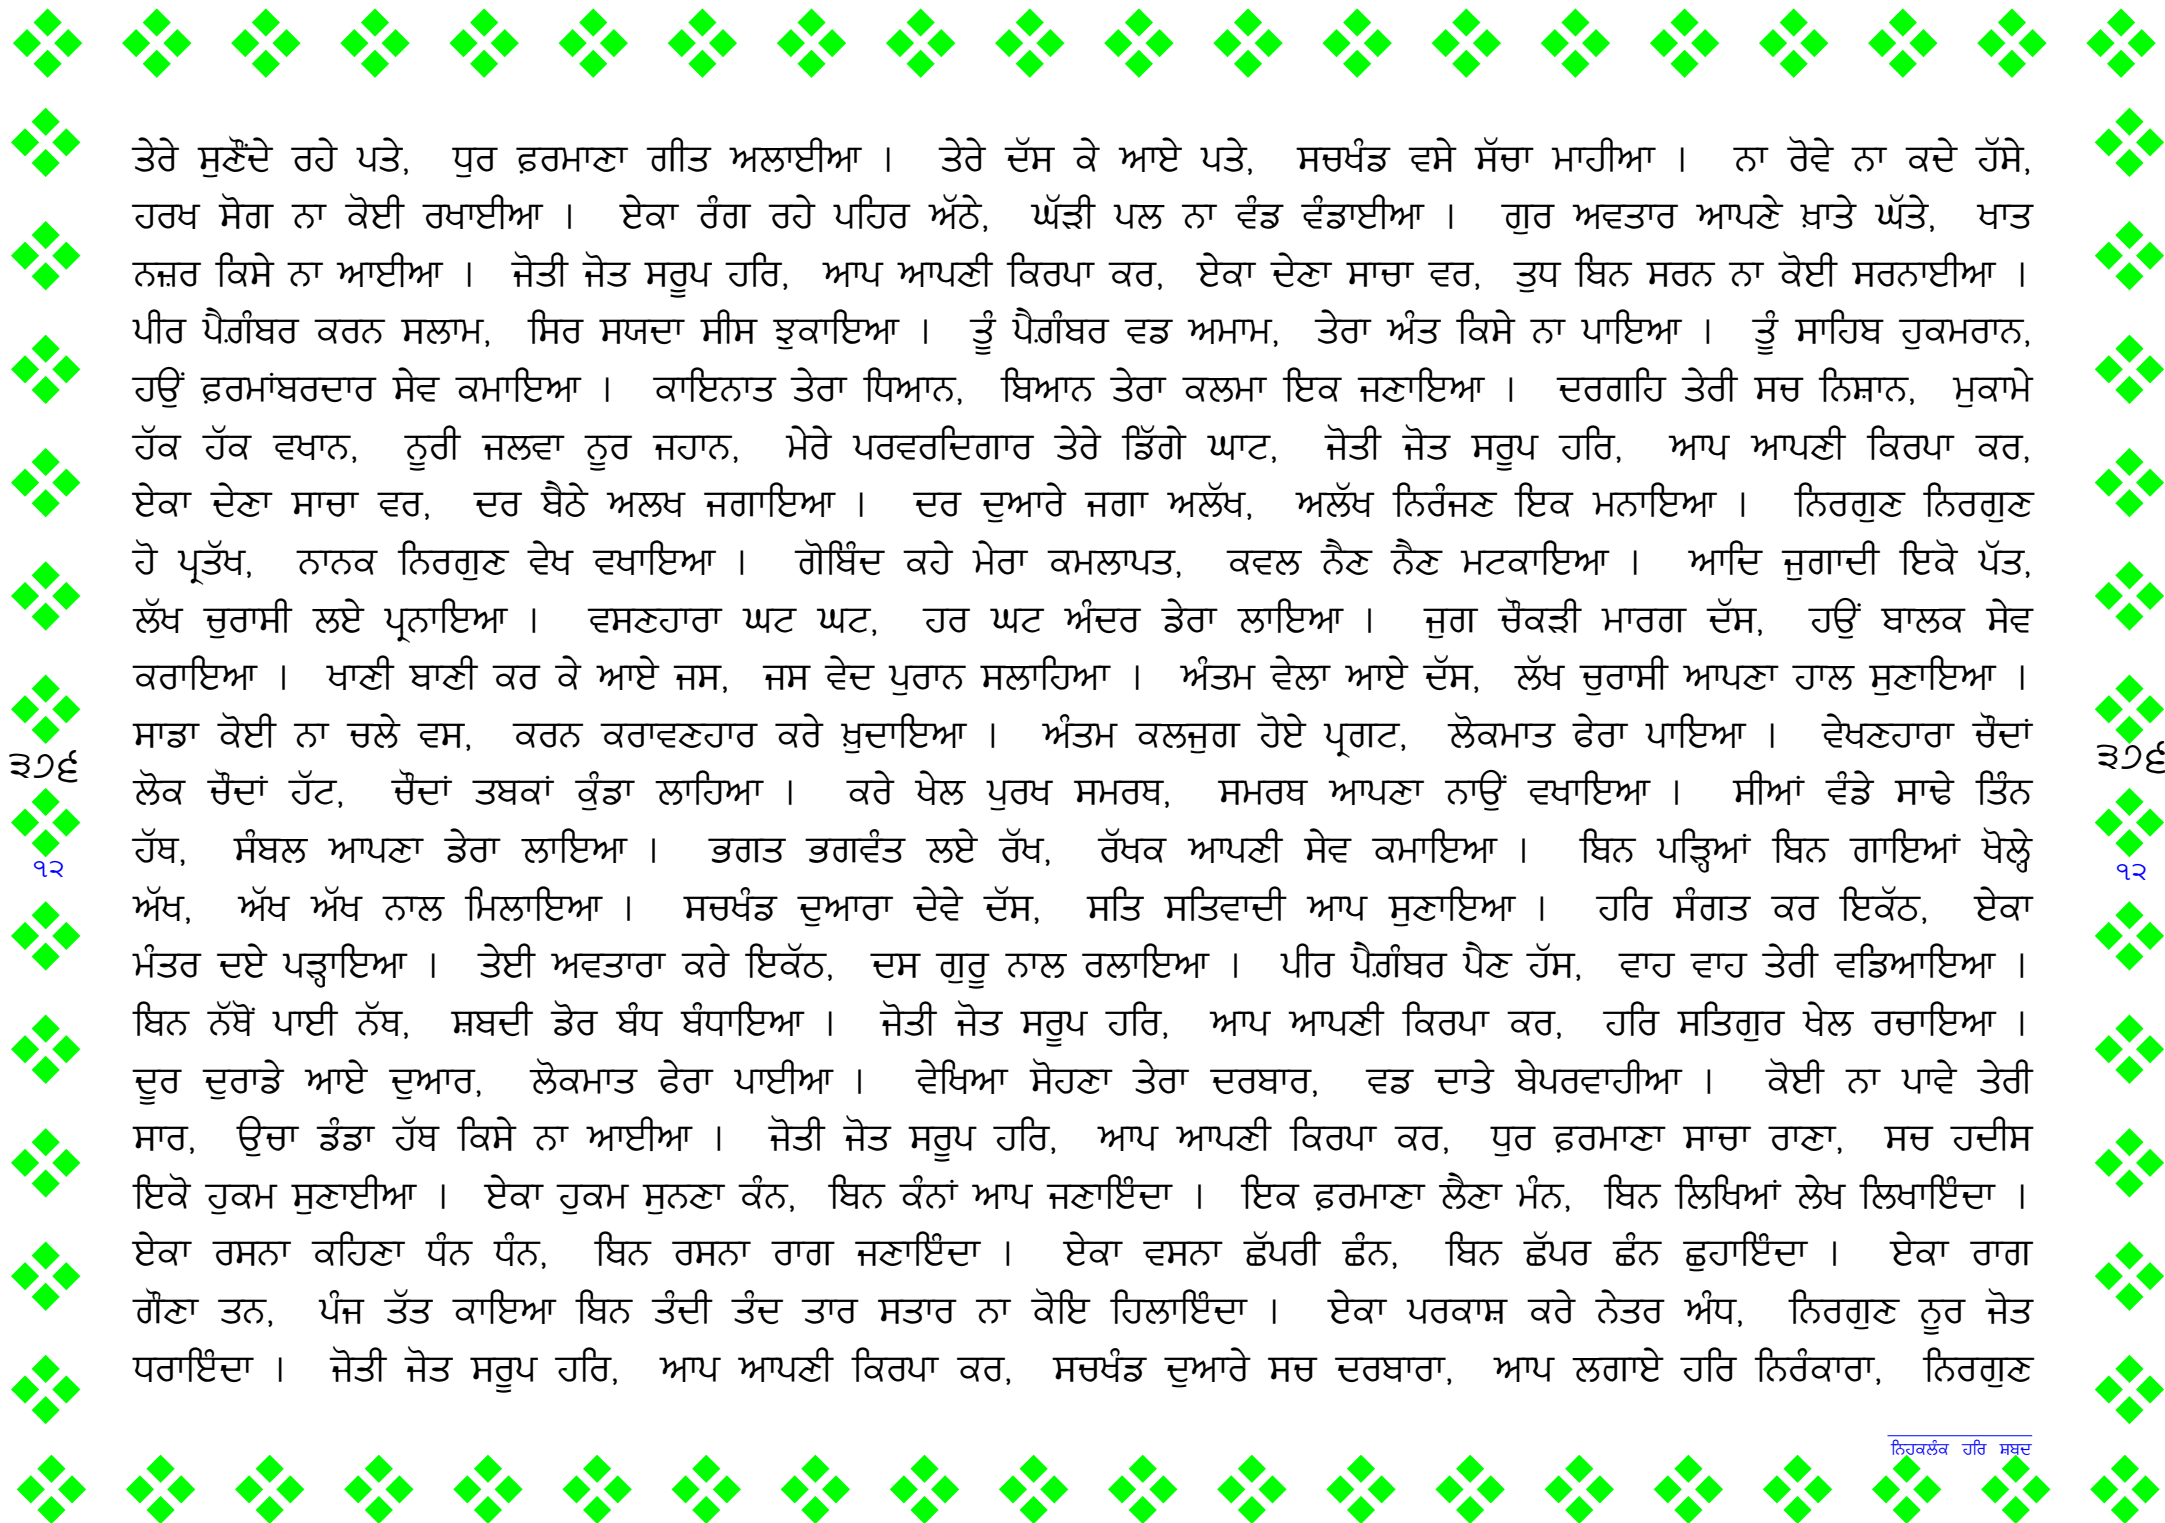 ਤੇਰੇ ਸੁਣੌਂਦੇ ਰਹੇ ਪਤੇ, ਧੁਰ ਫ਼ਰਮਾਣਾ ਗੀਤ ਅਲਾਈਆ । ਤੇਰੇ ਦੱਸ ਕੇ ਆਏ ਪਤੇ, ਸਚਖੰਡ ਵਸੇ ਸੱਚਾ ਮਾਹੀਆ । ਨਾ ਰੋਵੇ ਨਾ ਕਦੇ ਹੱਸੇ,
ਹਰਖ ਸੋਗ ਨਾ ਕੋਈ ਰਖਾਈਆ । ਏਕਾ ਰੰਗ ਰਹੇ ਪਹਿਰ ਅੱਠੇ, ਘੱੜੀ ਪਲ ਨਾ ਵੰਡ ਵੰਡਾਈਆ । ਗੁਰ ਅਵਤਾਰ ਆਪਣੇ ਖ਼ਾਤੇ ਘੱਤੇ, ਖਾਤ
ਨਜ਼ਰ ਕਿਸੇ ਨਾ ਆਈਆ । ਜੋਤੀ ਜੋਤ ਸਰੂਪ ਹਰਿ, ਆਪ ਆਪਣੀ ਕਿਰਪਾ ਕਰ, ਏਕਾ ਦੇਣਾ ਸਾਚਾ ਵਰ, ਤੁਧ ਬਿਨ ਸਰਨ ਨਾ ਕੋਈ ਸਰਨਾਈਆ ।
ਪੀਰ ਪੈਗ਼ੰਬਰ ਕਰਨ ਸਲਾਮ, ਸਿਰ ਸਯਦਾ ਸੀਸ ਝੁਕਾਇਆ । ਤੂੰ ਪੈਗ਼ੰਬਰ ਵਡ ਅਮਾਮ, ਤੇਰਾ ਅੰਤ ਕਿਸੇ ਨਾ ਪਾਇਆ । ਤੂੰ ਸਾਹਿਬ ਹੁਕਮਰਾਨ,
ਹਉਂ ਫ਼ਰਮਾਂਬਰਦਾਰ ਸੇਵ ਕਮਾਇਆ । ਕਾਇਨਾਤ ਤੇਰਾ ਧਿਆਨ, ਬਿਆਨ ਤੇਰਾ ਕਲਮਾ ਇਕ ਜਣਾਇਆ । ਦਰਗਹਿ ਤੇਰੀ ਸਚ ਨਿਸ਼ਾਨ, ਮੁਕਾਮੇ
ਹੱਕ ਹੱਕ ਵਖਾਨ, ਨੂਰੀ ਜਲਵਾ ਨੂਰ ਜਹਾਨ, ਮੇਰੇ ਪਰਵਰਦਿਗਾਰ ਤੇਰੇ ਡਿੱਗੇ ਘਾਟ, ਜੋਤੀ ਜੋਤ ਸਰੂਪ ਹਰਿ, ਆਪ ਆਪਣੀ ਕਿਰਪਾ ਕਰ,
ਏਕਾ ਦੇਣਾ ਸਾਚਾ ਵਰ, ਦਰ ਬੈਠੇ ਅਲਖ ਜਗਾਇਆ । ਦਰ ਦੁਆਰੇ ਜਗਾ ਅਲੱਖ, ਅਲੱਖ ਨਿਰੰਜਣ ਇਕ ਮਨਾਇਆ । ਨਿਰਗੁਣ ਨਿਰਗੁਣ
ਹੋ ਪ੍ਰਤੱਖ, ਨਾਨਕ ਨਿਰਗੁਣ ਵੇਖ ਵਖਾਇਆ । ਗੋਬਿੰਦ ਕਹੇ ਮੇਰਾ ਕਮਲਾਪਤ, ਕਵਲ ਨੈਣ ਨੈਣ ਮਟਕਾਇਆ । ਆਦਿ ਜੁਗਾਦੀ ਇਕੋ ਪੱਤ,
ਲੱਖ ਚੁਰਾਸੀ ਲਏ ਪ੍ਰਨਾਇਆ । ਵਸਣਹਾਰਾ ਘਟ ਘਟ, ਹਰ ਘਟ ਅੰਦਰ ਡੇਰਾ ਲਾਇਆ । ਜੁਗ ਚੌਕੜੀ ਮਾਰਗ ਦੱਸ, ਹਉਂ ਬਾਲਕ ਸੇਵ
ਕਰਾਇਆ । ਖਾਣੀ ਬਾਣੀ ਕਰ ਕੇ ਆਏ ਜਸ, ਜਸ ਵੇਦ ਪੁਰਾਨ ਸਲਾਹਿਆ । ਅੰਤਮ ਵੇਲਾ ਆਏ ਦੱਸ, ਲੱਖ ਚੁਰਾਸੀ ਆਪਣਾ ਹਾਲ ਸੁਣਾਇਆ ।
ਸਾਡਾ ਕੋਈ ਨਾ ਚਲੇ ਵਸ, ਕਰਨ ਕਰਾਵਣਹਾਰ ਕਰੇ ਖ਼ੁਦਾਇਆ । ਅੰਤਮ ਕਲਜੁਗ ਹੋਏ ਪ੍ਰਗਟ, ਲੋਕਮਾਤ ਫੇਰਾ ਪਾਇਆ । ਵੇਖਣਹਾਰਾ ਚੌਦਾਂ
ਲੋਕ ਚੌਦਾਂ ਹੱਟ, ਚੌਦਾਂ ਤਬਕਾਂ ਕੁੰਡਾ ਲਾਹਿਆ । ਕਰੇ ਖੇਲ ਪੁਰਖ ਸਮਰਥ, ਸਮਰਥ ਆਪਣਾ ਨਾਉਂ ਵਖਾਇਆ । ਸੀਆਂ ਵੰਡੇ ਸਾਢੇ ਤਿੰਨ
ਹੱਥ, ਸੰਬਲ ਆਪਣਾ ਡੇਰਾ ਲਾਇਆ । ਭਗਤ ਭਗਵੰਤ ਲਏ ਰੱਖ, ਰੱਖਕ ਆਪਣੀ ਸੇਵ ਕਮਾਇਆ । ਬਿਨ ਪੜ੍ਹਿਆਂ ਬਿਨ ਗਾਇਆਂ ਖੋਲ੍ਹੇ
ਅੱਖ, ਅੱਖ ਅੱਖ ਨਾਲ ਮਿਲਾਇਆ । ਸਚਖੰਡ ਦੁਆਰਾ ਦੇਵੇ ਦੱਸ, ਸਤਿ ਸਤਿਵਾਦੀ ਆਪ ਸੁਣਾਇਆ । ਹਰਿ ਸੰਗਤ ਕਰ ਇਕੱਠ, ਏਕਾ
ਮੰਤਰ ਦਏ ਪੜ੍ਹਾਇਆ । ਤੇਈ ਅਵਤਾਰਾ ਕਰੇ ਇਕੱਠ, ਦਸ ਗੁਰੂ ਨਾਲ ਰਲਾਇਆ । ਪੀਰ ਪੈਗ਼ੰਬਰ ਪੈਣ ਹੱਸ, ਵਾਹ ਵਾਹ ਤੇਰੀ ਵਡਿਆਇਆ ।
ਬਿਨ ਨੱਥੋਂ ਪਾਈ ਨੱਥ, ਸ਼ਬਦੀ ਡੋਰ ਬੰਧ ਬੰਧਾਇਆ । ਜੋਤੀ ਜੋਤ ਸਰੂਪ ਹਰਿ, ਆਪ ਆਪਣੀ ਕਿਰਪਾ ਕਰ, ਹਰਿ ਸਤਿਗੁਰ ਖੇਲ ਰਚਾਇਆ ।
ਦੂਰ ਦੁਰਾਡੇ ਆਏ ਦੁਆਰ, ਲੋਕਮਾਤ ਫੇਰਾ ਪਾਈਆ । ਵੇਖਿਆ ਸੋਹਣਾ ਤੇਰਾ ਦਰਬਾਰ, ਵਡ ਦਾਤੇ ਬੇਪਰਵਾਹੀਆ । ਕੋਈ ਨਾ ਪਾਵੇ ਤੇਰੀ
ਸਾਰ, ਉਚਾ ਡੰਡਾ ਹੱਥ ਕਿਸੇ ਨਾ ਆਈਆ । ਜੋਤੀ ਜੋਤ ਸਰੂਪ ਹਰਿ, ਆਪ ਆਪਣੀ ਕਿਰਪਾ ਕਰ, ਧੁਰ ਫ਼ਰਮਾਣਾ ਸਾਚਾ ਰਾਣਾ, ਸਚ ਹਦੀਸ
ਇਕੋ ਹੁਕਮ ਸੁਣਾਈਆ । ਏਕਾ ਹੁਕਮ ਸੁਨਣਾ ਕੰਨ, ਬਿਨ ਕੰਨਾਂ ਆਪ ਜਣਾਇੰਦਾ । ਇਕ ਫ਼ਰਮਾਣਾ ਲੈਣਾ ਮੰਨ, ਬਿਨ ਲਿਖਿਆਂ ਲੇਖ ਲਿਖਾਇੰਦਾ ।
ਏਕਾ ਰਸਨਾ ਕਹਿਣਾ ਧੰਨ ਧੰਨ, ਬਿਨ ਰਸਨਾ ਰਾਗ ਜਣਾਇੰਦਾ । ਏਕਾ ਵਸਨਾ ਛੱਪਰੀ ਛੰਨ, ਬਿਨ ਛੱਪਰ ਛੰਨ ਛੁਹਾਇੰਦਾ । ਏਕਾ ਰਾਗ
ਗੌਣਾ ਤਨ, ਪੰਜ ਤੱਤ ਕਾਇਆ ਬਿਨ ਤੰਦੀ ਤੰਦ ਤਾਰ ਸਤਾਰ ਨਾ ਕੋਇ ਹਿਲਾਇੰਦਾ । ਏਕਾ ਪਰਕਾਸ਼ ਕਰੇ ਨੇਤਰ ਅੰਧ, ਨਿਰਗੁਣ ਨੂਰ ਜੋਤ
ਧਰਾਇੰਦਾ । ਜੋਤੀ ਜੋਤ ਸਰੂਪ ਹਰਿ, ਆਪ ਆਪਣੀ ਕਿਰਪਾ ਕਰ, ਸਚਖੰਡ ਦੁਆਰੇ ਸਚ ਦਰਬਾਰਾ, ਆਪ ਲਗਾਏ ਹਰਿ ਨਿਰੰਕਾਰਾ, ਨਿਰਗੁਣ
੩੭੬ ੩੭੬
੧੨ ੧੨
ਨਿਹਕਲੰਕ ਹਰਿ ਸ਼ਬਦ